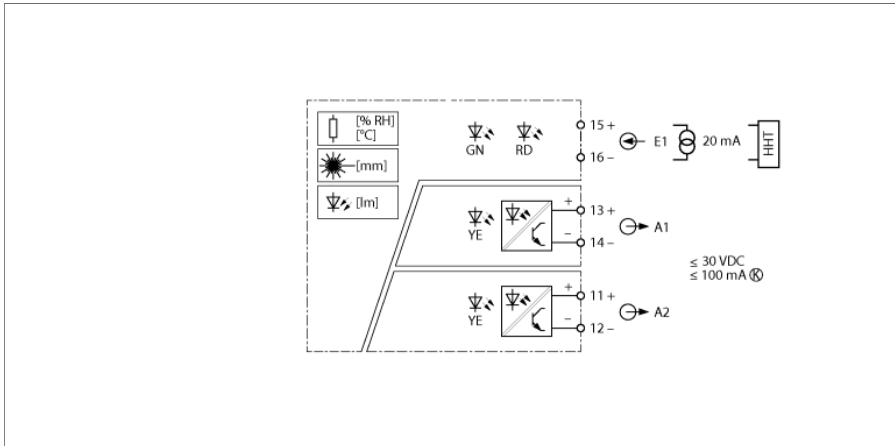 [% RH]
[°C]
[mm]
[lm]
GN
RD
15 +
16 –
E1
20 mA
HHT
YE
+
–
13 +
14 –
A1
≤ 30 VDC
≤ 100 mA Ⓚ
YE
+
–
11 +
12 –
A2